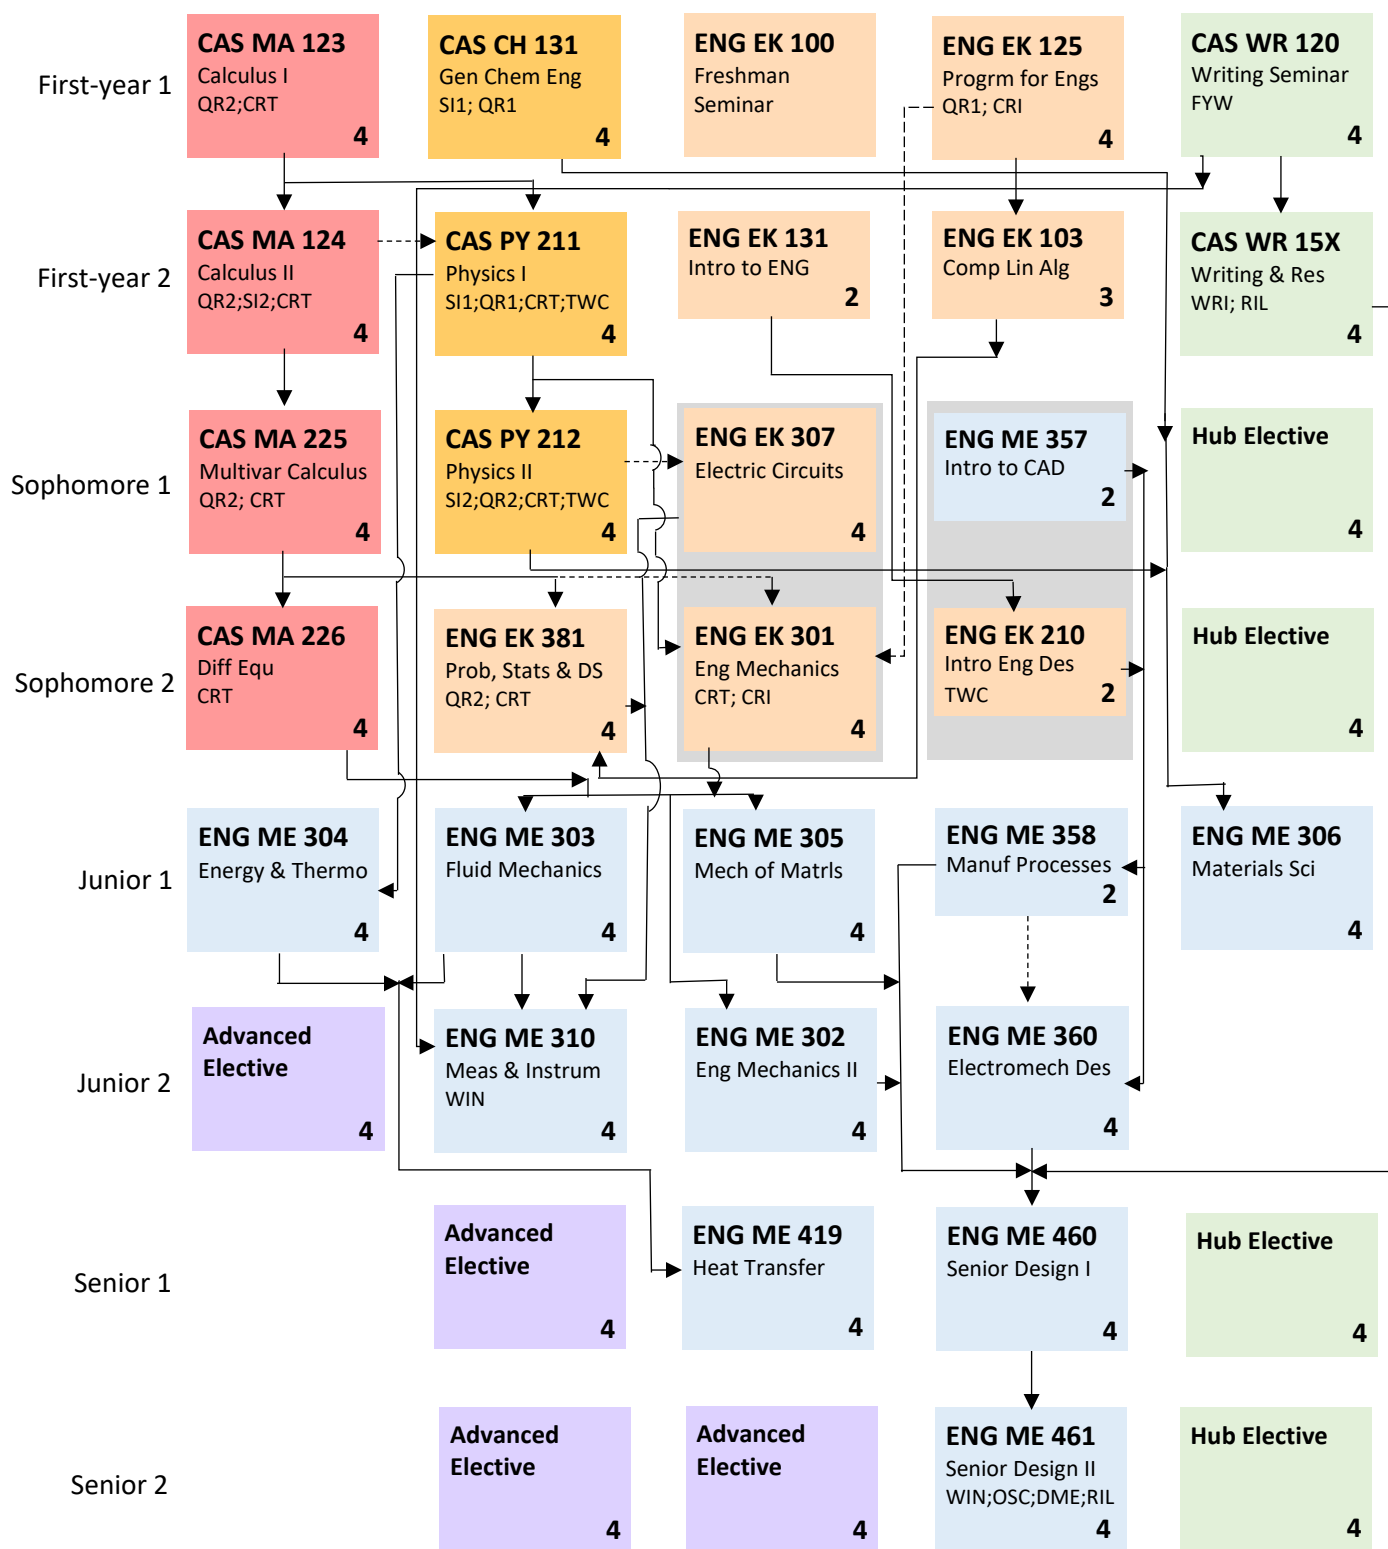 First-year 1
CAS MA 123
Calculus I
QR2;CRT
4
CAS CH 131
Gen Chem Eng
SI1; QR1
4
ENG EK 100
Freshman
Seminar
ENG EK 125
Progrm for Engs
QR1; CRI
4
CAS WR 120
Writing Seminar
FYW
4
First-year 2
CAS MA 124
Calculus II
QR2;SI2;CRT
4
CAS PY 211
Physics I
SI1;QR1;CRT;TWC
4
ENG EK 131
Intro to ENG
2
ENG EK 103
Comp Lin Alg
3
CAS WR 15X
Writing & Res
WRI; RIL
4
Sophomore 1
CAS MA 225
Multivar Calculus
QR2; CRT
4
CAS PY 212
Physics II
SI2;QR2;CRT;TWC
4
ENG EK 307
Electric Circuits
4
ENG ME 357
Intro to CAD
2
Hub Elective
4
Sophomore 2
CAS MA 226
Diff Equ
CRT
4
ENG EK 381
Prob, Stats & DS
QR2; CRT
4
ENG EK 301
Eng Mechanics
CRT; CRI
4
ENG EK 210
Intro Eng Des
TWC
2
Hub Elective
4
Junior 1
ENG ME 304
Energy & Thermo
4
ENG ME 303
Fluid Mechanics
4
ENG ME 305
Mech of Matrls
4
ENG ME 358
Manuf Processes
2
ENG ME 306
Materials Sci
4
Junior 2
Advanced
Elective
4
ENG ME 310
Meas & Instrum
WIN
4
ENG ME 302
Eng Mechanics II
4
ENG ME 360
Electromech Des
4
Senior 1
Advanced
Elective
4
ENG ME 419
Heat Transfer
4
ENG ME 460
Senior Design I
4
Hub Elective
4
Senior 2
Advanced
Elective
4
Advanced
Elective
4
ENG ME 461
Senior Design II
WIN;OSC;DME;RIL
4
Hub Elective
4